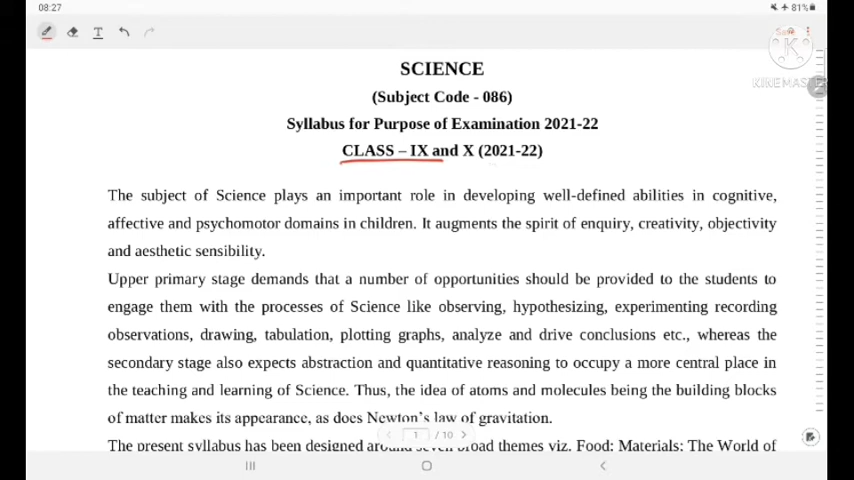 08:27
81%
Save
K
KINEMAS
T
SCIENCE
(Subject Code - 086)
Syllabus for Purpose of Examination 2021-22
CLASS – IX and X (2021-22)
The subject of Science plays an important role in developing well-defined abilities in cognitive,
affective and psychomotor domains in children. It augments the spirit of enquiry, creativity, objectivity
and aesthetic sensibility.
Upper primary stage demands that a number of opportunities should be provided to the students to
engage them with the processes of Science like observing, hypothesizing, experimenting recording
observations, drawing, tabulation, plotting graphs, analyze and drive conclusions etc., whereas the
secondary stage also expects abstraction and quantitative reasoning to occupy a more central place in
the teaching and learning of Science. Thus, the idea of atoms and molecules being the building blocks
of matter makes its appearance, as does Newton's law of gravitation.
1 / 10
The present syllabus has been designed around seven broad themes viz. Food; Materials; The World of